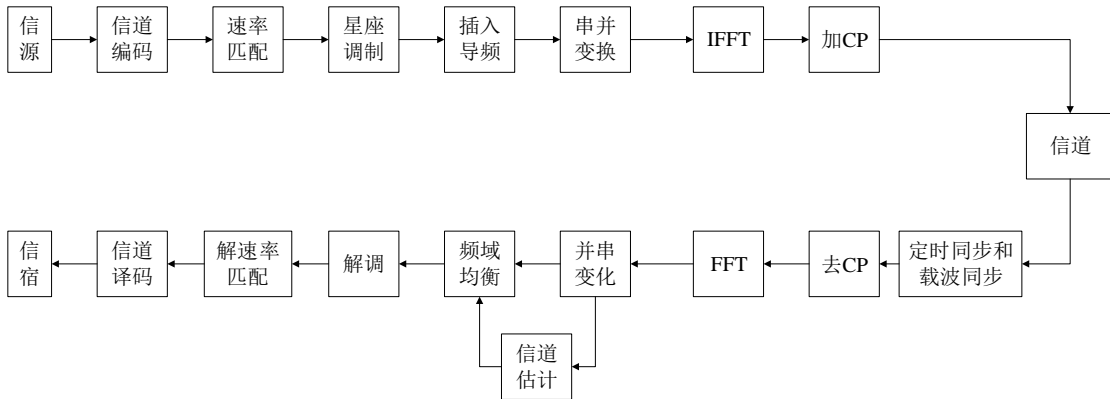 信
源
信道
编码
速率
匹配
星座
调制
插入
导频
串并
变换
IFFT
加CP
信道
定时同步和
载波同步
去CP
FFT
并串
变化
频域
均衡
解调
解速率
匹配
信道
译码
信
宿
信道
估计